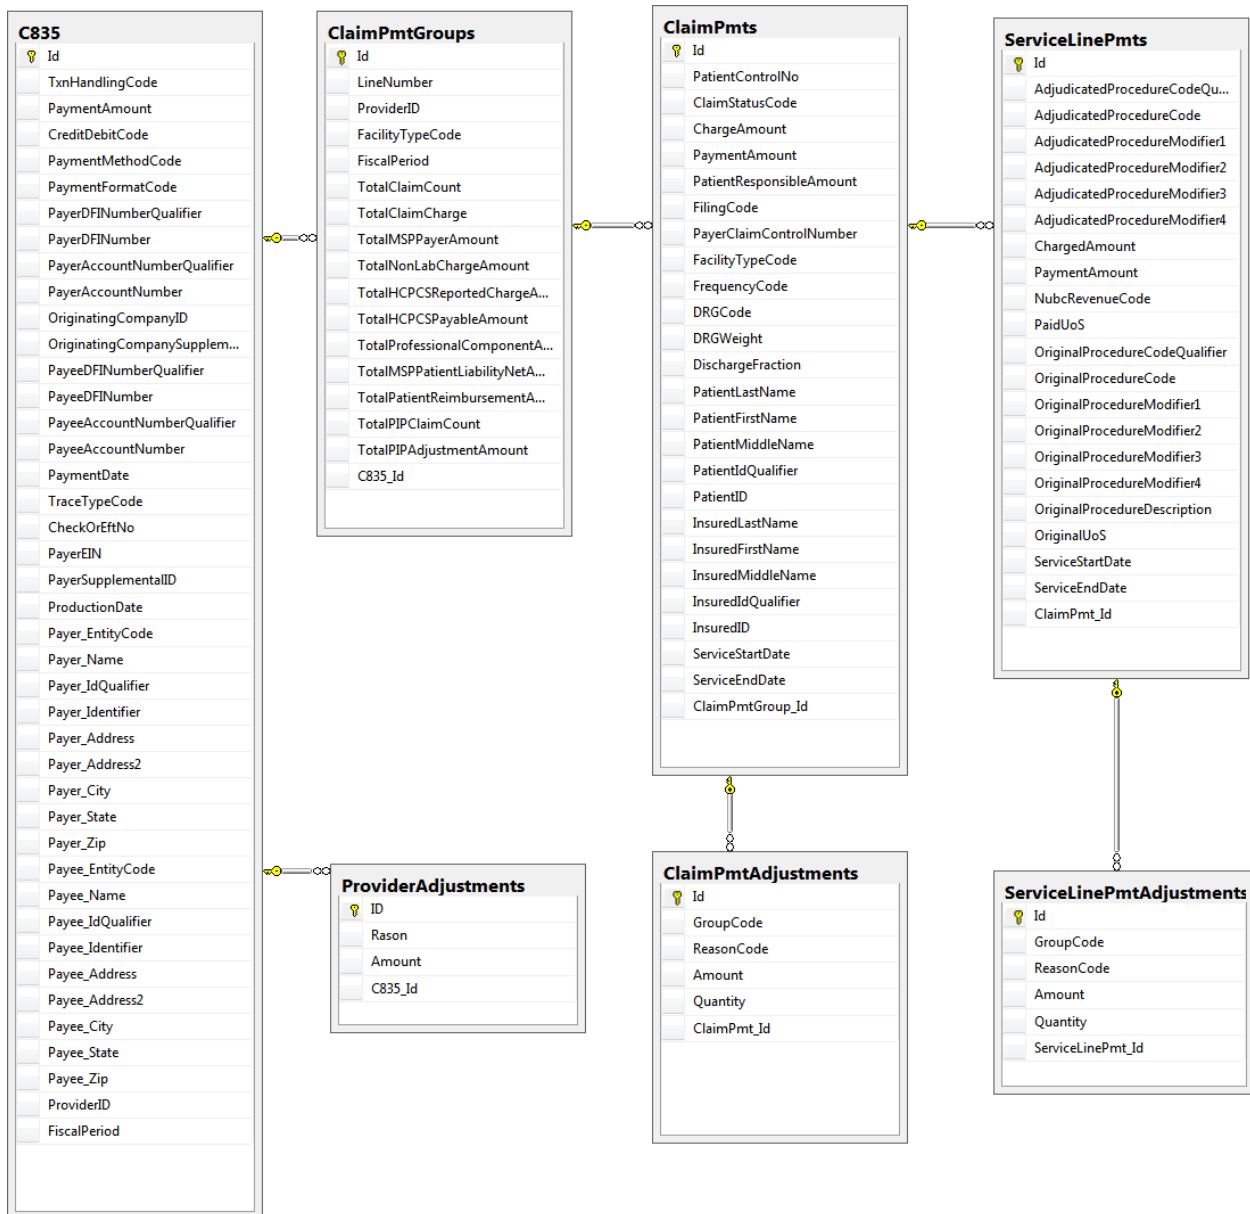 C835
Id
TxnHandlingCode
PaymentAmount
CreditDebitCode
PaymentMethodCode
PaymentFormatCode
PayerDFINumberQualifier
PayerDFINumber
PayerAccountNumberQualifier
PayerAccountNumber
OriginatingCompanyID
OriginatingCompanySupplem...
PayeeDFINumberQualifier
PayeeDFINumber
PayeeAccountNumberQualifier
PayeeAccountNumber
PaymentDate
TraceTypeCode
CheckOrEftNo
PayerEIN
PayerSupplementalID
ProductionDate
Payer_EntityCode
Payer_Name
Payer_IdQualifier
Payer_Identifier
Payer_Address
Payer_Address2
Payer_City
Payer_State
Payer_Zip
Payee_EntityCode
Payee_Name
Payee_IdQualifier
Payee_Identifier
Payee_Address
Payee_Address2
Payee_City
Payee_State
Payee_Zip
ProviderID
FiscalPeriod
ClaimPmtGroups
Id
LineNumber
ProviderID
FacilityTypeCode
FiscalPeriod
TotalClaimCount
TotalClaimCharge
TotalMSPPayerAmount
TotalNonLabChargeAmount
TotalHCPCSReportedChargeA...
TotalHCPCSPayableAmount
TotalProfessionalComponentA...
TotalMSPPatientLiabilityNetA...
TotalPatientReimbursementA...
TotalPIPClaimCount
TotalPIPAdjustmentAmount
C835_Id
ProviderAdjustments
ID
Rason
Amount
C835_Id
ClaimPmts
Id
PatientControlNo
ClaimStatusCode
ChargeAmount
PaymentAmount
PatientResponsibleAmount
FilingCode
PayerClaimControlNumber
FacilityTypeCode
FrequencyCode
DRGCode
DRGWeight
DischargeFraction
PatientLastName
PatientFirstName
PatientMiddleName
PatientIdQualifier
PatientID
InsuredLastName
InsuredFirstName
InsuredMiddleName
InsuredIdQualifier
InsuredID
ServiceStartDate
ServiceEndDate
ClaimPmtGroup_Id
ClaimPmtAdjustments
Id
GroupCode
ReasonCode
Amount
Quantity
ClaimPmt_Id
ServiceLinePmts
Id
AdjudicatedProcedureCodeQu...
AdjudicatedProcedureCode
AdjudicatedProcedureModifier1
AdjudicatedProcedureModifier2
AdjudicatedProcedureModifier3
AdjudicatedProcedureModifier4
ChargedAmount
PaymentAmount
NubcRevenueCode
PaidUoS
OriginalProcedureCodeQualifier
OriginalProcedureCode
OriginalProcedureModifier1
OriginalProcedureModifier2
OriginalProcedureModifier3
OriginalProcedureModifier4
OriginalProcedureDescription
OriginalUoS
ServiceStartDate
ServiceEndDate
ClaimPmt_Id
ServiceLinePmtAdjustments
Id
GroupCode
ReasonCode
Amount
Quantity
ServiceLinePmt_Id